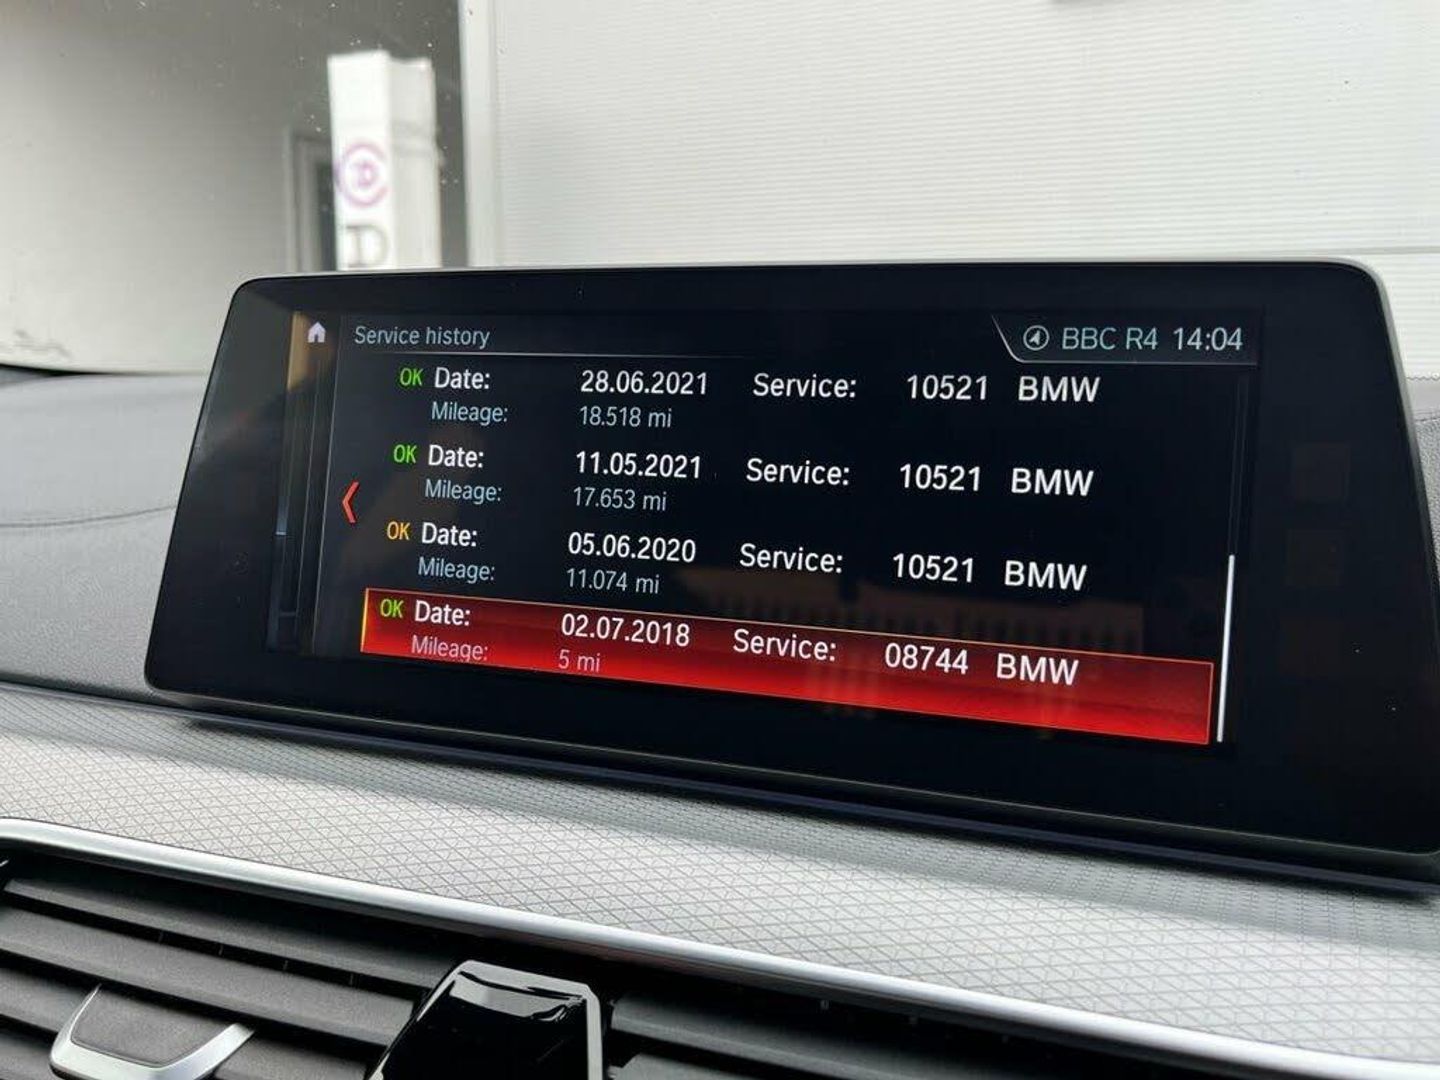 D
D
Service history
BBC R4 14:04
OK Date: 28.06.2021 Service: 10521 BMW
Mileage: 18.518 mi
OK Date: 11.05.2021 Service: 10521 BMW
Mileage: 17.653 mi
OK Date: 05.06.2020 Service: 10521 BMW
Mileage: 11.074 mi
OK Date: 02.07.2018 Service: 08744 BMW
Mileage: 5 mi